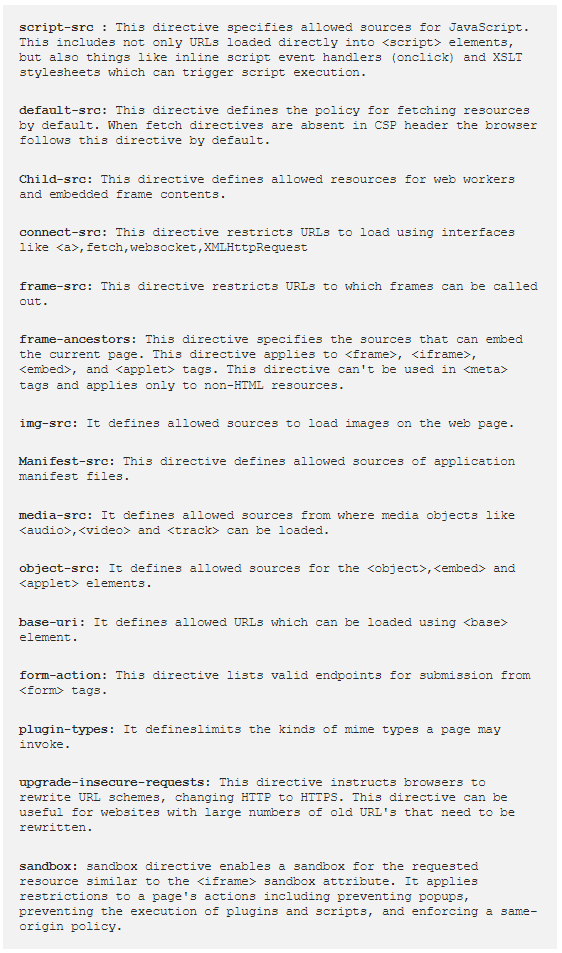 script-src : This directive specifies allowed sources for JavaScript.
This includes not only URLs loaded directly into <script> elements,
but also things like inline script event handlers (onclick) and XSLT
stylesheets which can trigger script execution.
default-src: This directive defines the policy for fetching resources
by default. When fetch directives are absent in CSP header the browser
follows this directive by default.
Child-src: This directive defines allowed resources for web workers
and embedded frame contents.
connect-src: This directive restricts URLs to load using interfaces
like <a>,fetch,websocket,XMLHttpRequest
frame-src: This directive restricts URLs to which frames can be called
out.
frame-ancestors: This directive specifies the sources that can embed
the current page. This directive applies to <frame>, <iframe>,
<embed>, and <applet> tags. This directive can't be used in <meta>
tags and applies only to non-HTML resources.
img-src: It defines allowed sources to load images on the web page.
Manifest-src: This directive defines allowed sources of application
manifest files.
media-src: It defines allowed sources from where media objects like
<audio>,<video> and <track> can be loaded.
object-src: It defines allowed sources for the <object>,<embed> and
<applet> elements.
base-uri: It defines allowed URLs which can be loaded using <base>
element.
form-action: This directive lists valid endpoints for submission from
<form> tags.
plugin-types: It defineslimits the kinds of mime types a page may
invoke.
upgrade-insecure-requests: This directive instructs browsers to
rewrite URL schemes, changing HTTP to HTTPS. This directive can be
useful for websites with large numbers of old URL's that need to be
rewritten.
sandbox: sandbox directive enables a sandbox for the requested
resource similar to the <iframe> sandbox attribute. It applies
restrictions to a page's actions including preventing popups,
preventing the execution of plugins and scripts, and enforcing a same-
origin policy.